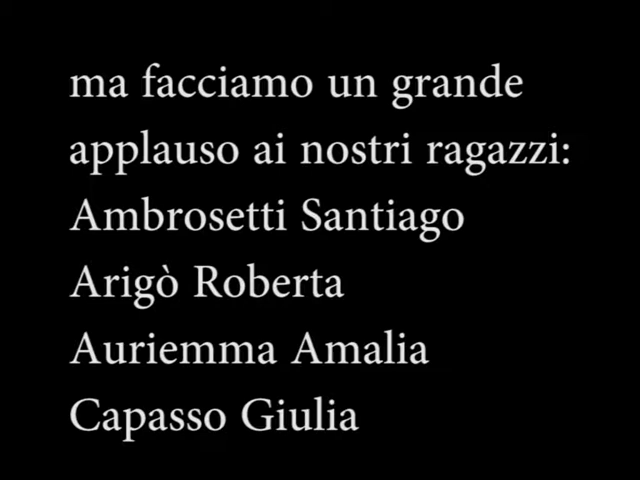 ma facciamo un grande
applauso ai nostri ragazzi:
Ambrosetti Santiago
Arigò Roberta
Auriemma Amalia
Capasso Giulia